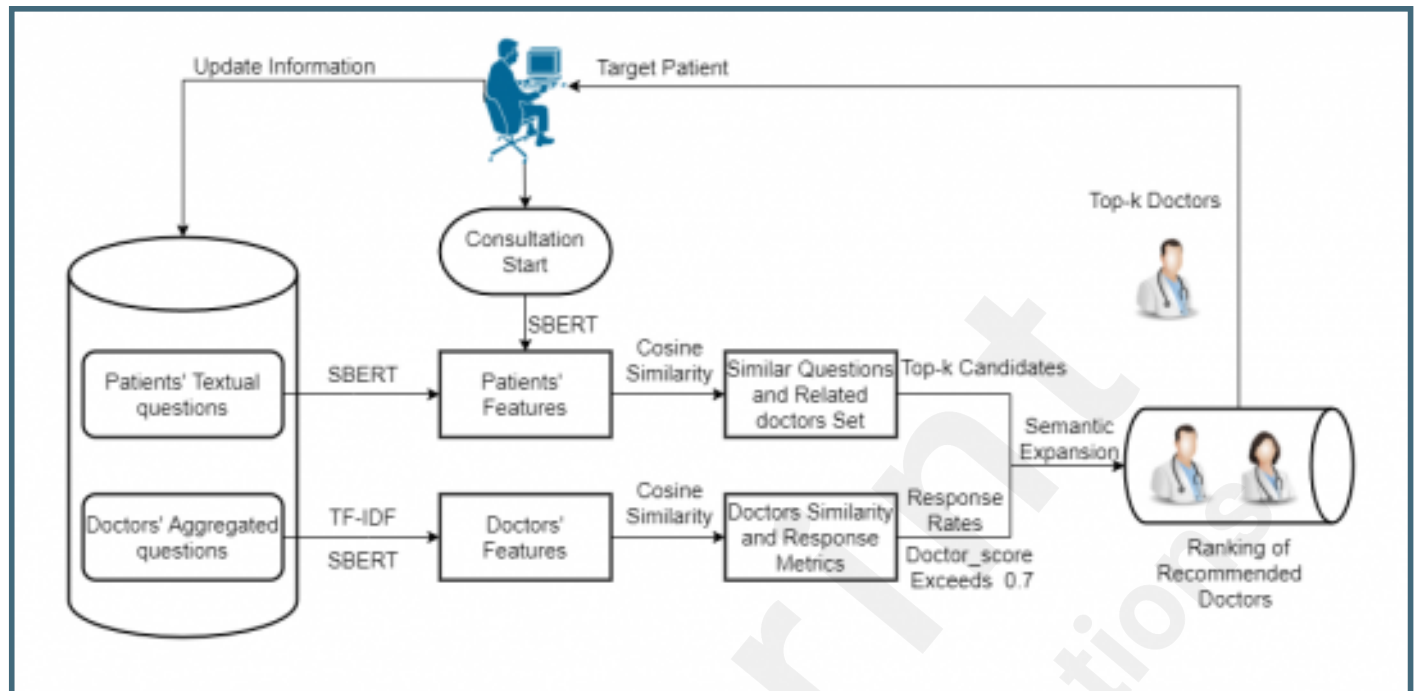 Update Information
Target Patient
Top-k Doctors
Consultation
Start
SBERT
Patients' Textual
questions
SBERT
Patients'
Features
Cosine
Similarity
Similar Questions
and Related
doctors Set
Top-k Candidates
Semantic
Expansion
Doctors' Aggregated
questions
TF-IDF
SBERT
Doctors'
Features
Cosine
Similarity
Doctors Similarity
and Response
Metrics
Response
Rates
Doctor_score
Exceeds 0.7
Ranking of
Recommended
Doctors